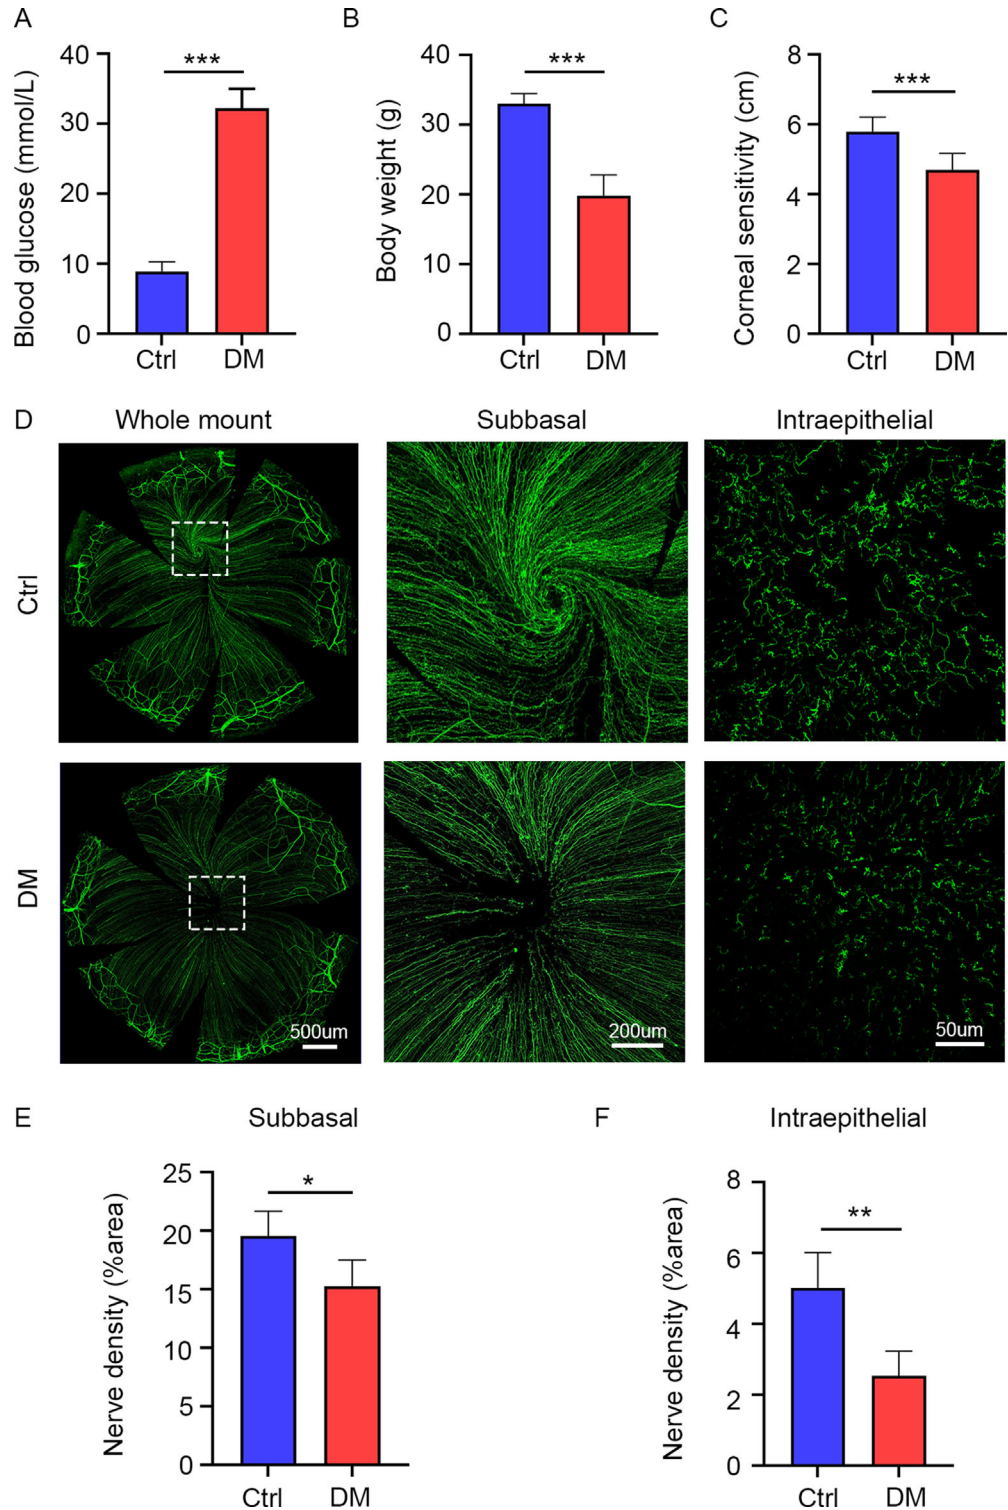 A
Blood glucose (mmol/L)
40
30
20
10
0
***
Ctrl
DM
B
Body weight (g)
40
30
20
10
0
***
Ctrl
DM
C
Corneal sensitivity (cm)
8
6
4
2
0
***
Ctrl
DM
D
Whole mount
Subbasal
Intraepithelial
Ctrl
DM
500um
200um
50um
E
Subbasal
Nerve density (%area)
25
20
15
10
5
0
*
Ctrl
DM
F
Intraepithelial
Nerve density (%area)
8
6
4
2
0
**
Ctrl
DM